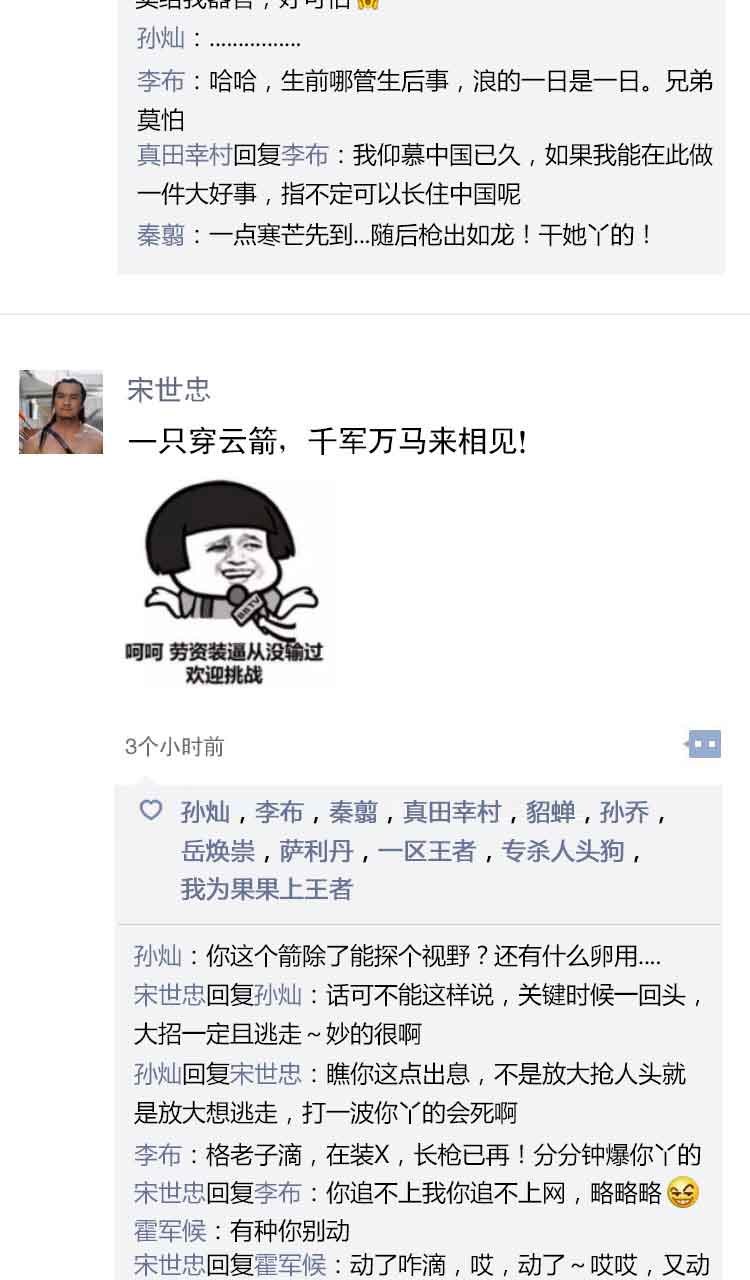 孙灿：................
李布：哈哈，生前哪管生后事，浪的一日是一日。兄弟
莫怕
真田幸村回复李布：我仰慕中国已久，如果我能在此做
一件大好事，指不定可以长住中国呢
秦翦：一点寒芒先到...随后枪出如龙！干她丫的！
宋世忠
一只穿云箭，千军万马来相见!
BBTV
呵呵 劳资装逼从没输过
欢迎挑战
3个小时前
孙灿，李布，秦翦，真田幸村，貂蝉，孙乔，
岳焕崇，萨利丹，一区王者，专杀人头狗，
我为果果上王者
孙灿：你这个箭除了能探个视野？还有什么卵用....
宋世忠回复孙灿：话可不能这样说，关键时候一回头，
大招一定且逃走～妙的很啊
孙灿回复宋世忠：瞧你这点出息，不是放大抢人头就
是放大想逃走，打一波你丫的会死啊
李布：格老子滴，在装X，长枪已再！分分钟爆你丫的
宋世忠回复李布：你追不上我你追不上网，略略略
霍军候：有种你别动
宋世忠回复霍军候：动了咋滴，哎，动了～哎哎，又动